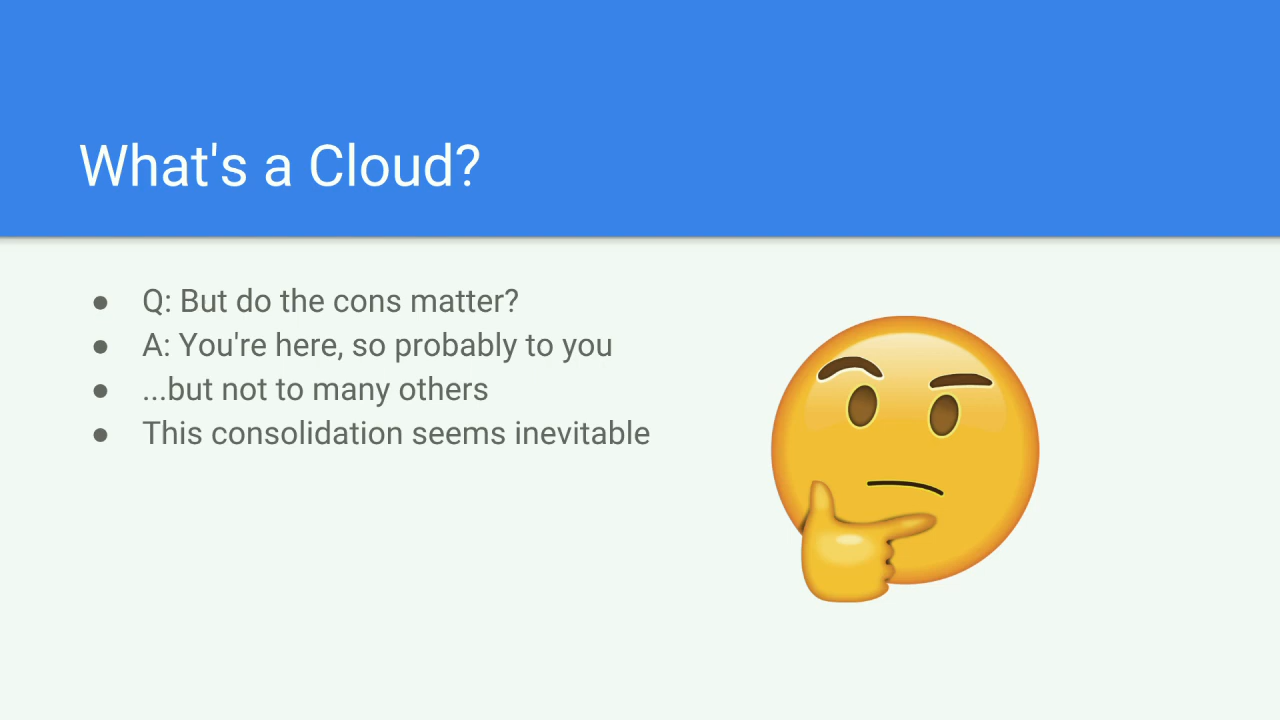 What's a Cloud?
● Q: But do the cons matter?
● A: You're here, so probably to you
● ...but not to many others
● This consolidation seems inevitable